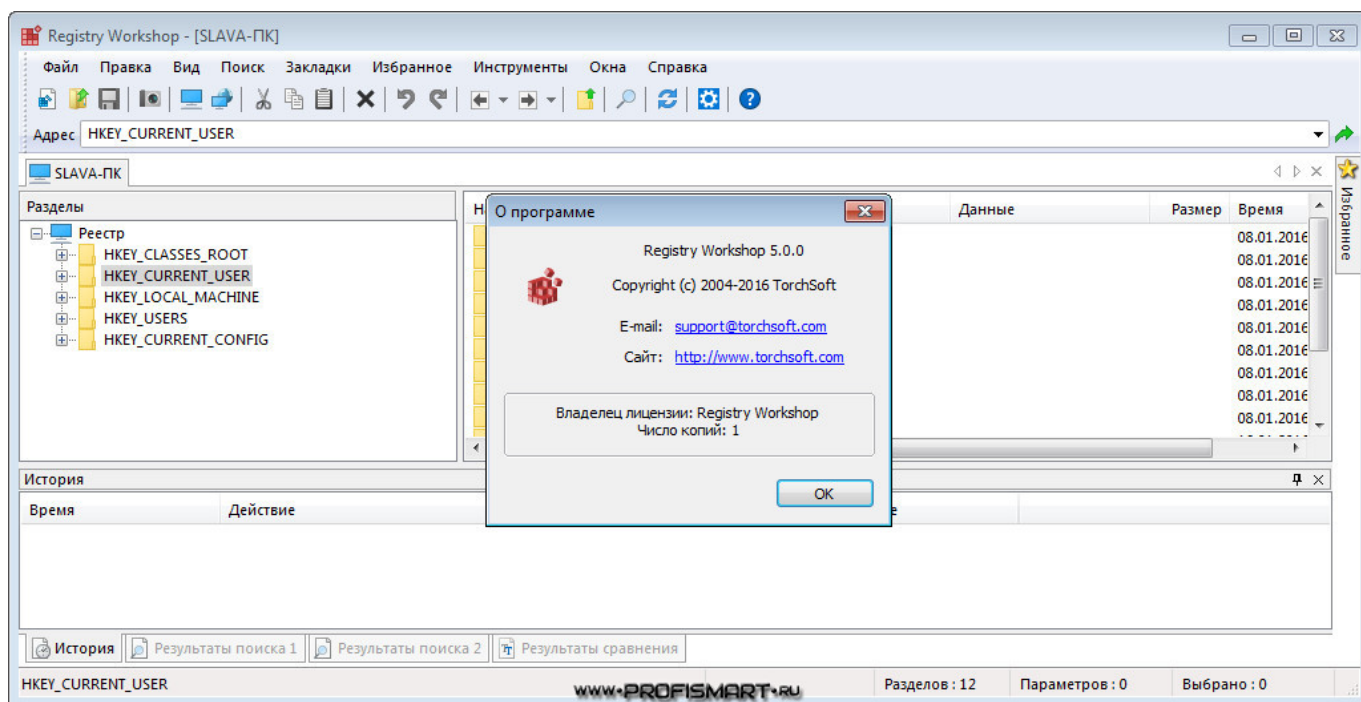 Registry Workshop - [SLAVA-ПК]
Файл Правка Вид Поиск Закладки Избранное Инструменты Окна Справка
Адрес HKEY_CURRENT_USER
SLAVA-ПК
Избранное
Разделы
Реестр
HKEY_CLASSES_ROOT
HKEY_CURRENT_USER
HKEY_LOCAL_MACHINE
HKEY_USERS
HKEY_CURRENT_CONFIG
Данные Размер Время
08.01.2016
08.01.2016
08.01.2016
08.01.2016
08.01.2016
08.01.2016
08.01.2016
08.01.2016
08.01.2016
О программе
Registry Workshop 5.0.0
Copyright (c) 2004-2016 TorchSoft
E-mail: support@torchsoft.com
Сайт: http://www.torchsoft.com
Владелец лицензии: Registry Workshop
Число копий: 1
OK
История
Время Действие
История Результаты поиска 1 Результаты поиска 2 Результаты сравнения
HKEY_CURRENT_USER Разделов : 12 Параметров : 0 Выбрано : 0
WWW.PROFISMART.RU